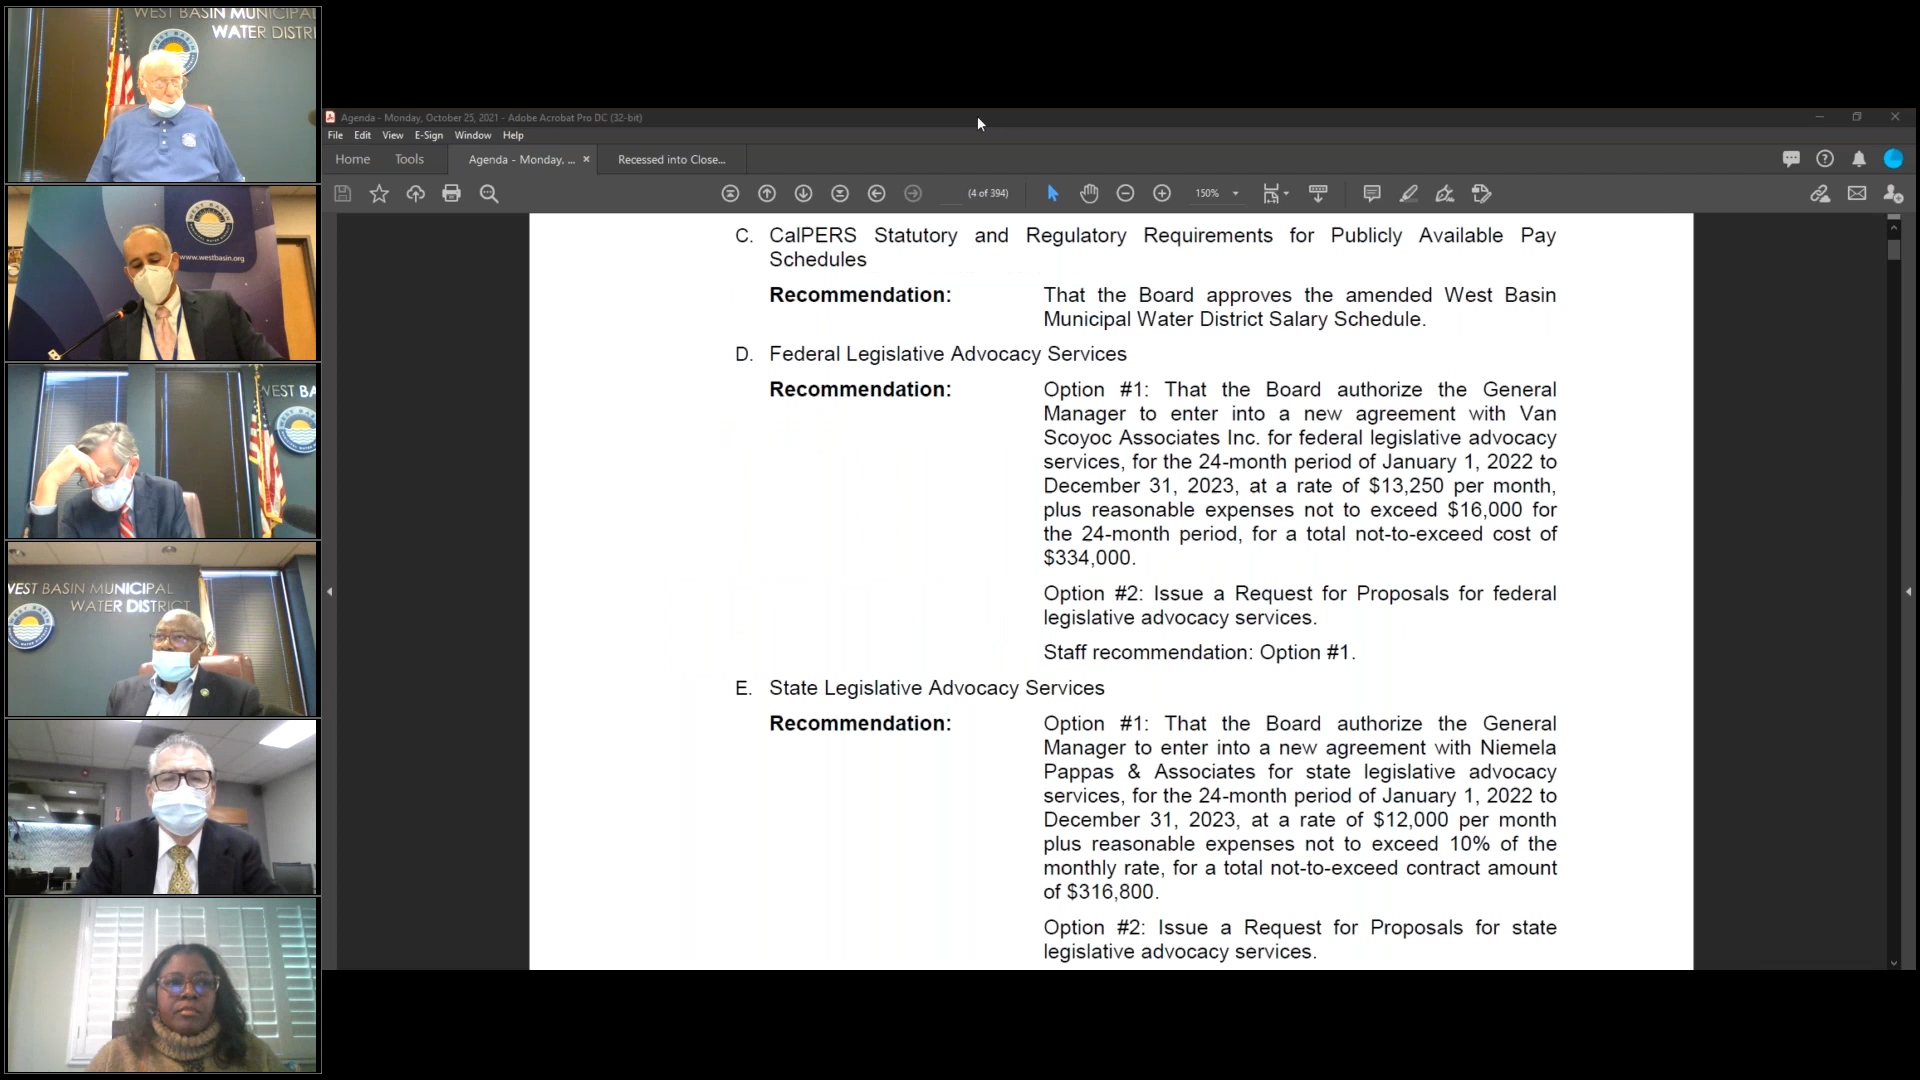 WEST BASIN MUNICIPAL
WATER DISTRI
WEST BASIN
www.westbasin.org
WEST BA
WEST BASIN MUNICIPAL
WATER DISTRICT
WEST BASIN
Agenda - Monday, October 25, 2021 - Adobe Acrobat Pro DC (32-bit)
File Edit View E-Sign Window Help
Home Tools Agenda - Monday, ... × Recessed into Close...
(4 of 394) 150%
C. CalPERS Statutory and Regulatory Requirements for Publicly Available Pay
Schedules
Recommendation: That the Board approves the amended West Basin
Municipal Water District Salary Schedule.
D. Federal Legislative Advocacy Services
Recommendation: Option #1: That the Board authorize the General
Manager to enter into a new agreement with Van
Scoyoc Associates Inc. for federal legislative advocacy
services, for the 24-month period of January 1, 2022 to
December 31, 2023, at a rate of $13,250 per month,
plus reasonable expenses not to exceed $16,000 for
the 24-month period, for a total not-to-exceed cost of
$334,000.
Option #2: Issue a Request for Proposals for federal
legislative advocacy services.
Staff recommendation: Option #1.
E. State Legislative Advocacy Services
Recommendation: Option #1: That the Board authorize the General
Manager to enter into a new agreement with Niemela
Pappas & Associates for state legislative advocacy
services, for the 24-month period of January 1, 2022 to
December 31, 2023, at a rate of $12,000 per month
plus reasonable expenses not to exceed 10% of the
monthly rate, for a total not-to-exceed contract amount
of $316,800.
Option #2: Issue a Request for Proposals for state
legislative advocacy services.